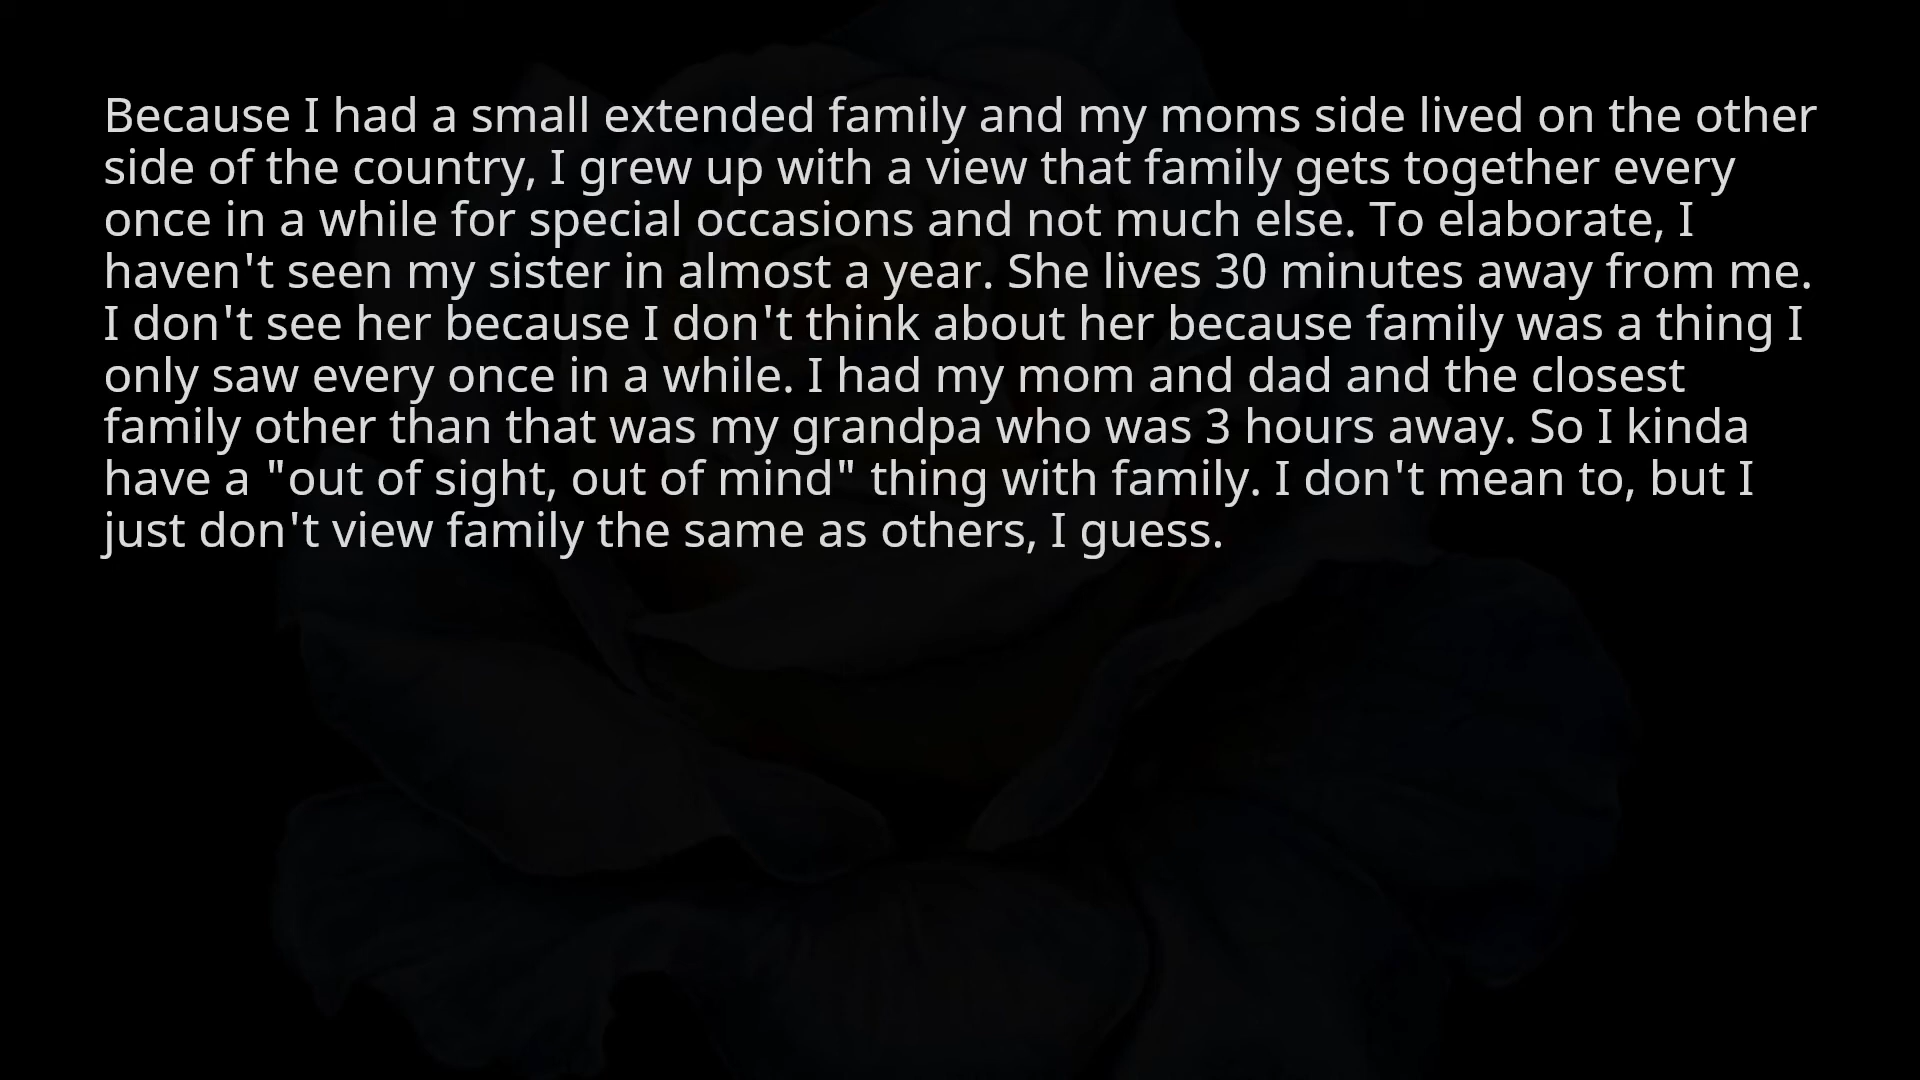 Because I had a small extended family and my moms side lived on the other
side of the country, I grew up with a view that family gets together every
once in a while for special occasions and not much else. To elaborate, I
haven't seen my sister in almost a year. She lives 30 minutes away from me.
I don't see her because I don't think about her because family was a thing I
only saw every once in a while. I had my mom and dad and the closest
family other than that was my grandpa who was 3 hours away. So I kinda
have a "out of sight, out of mind" thing with family. I don't mean to, but I
just don't view family the same as others, I guess.